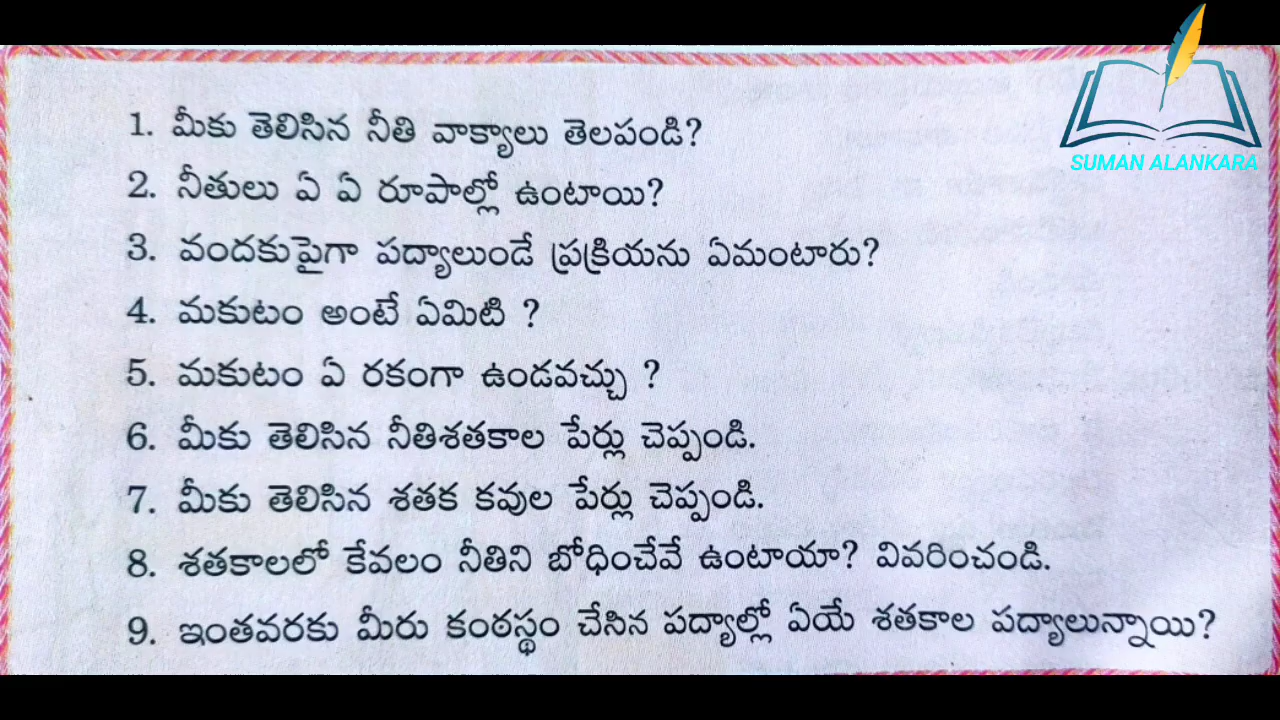 SUMAN ALANKARA
1. మీకు తెలిసిన నీతి వాక్యాలు తెలపండి?
2. నీతులు ఏ ఏ రూపాల్లో ఉంటాయి?
3. వందకుపైగా పద్యాలుండే ప్రక్రియను ఏమంటారు?
4. మకుటం అంటే ఏమిటి ?
5. మకుటం ఏ రకంగా ఉండవచ్చు ?
6. మీకు తెలిసిన నీతిశతకాల పేర్లు చెప్పండి.
7. మీకు తెలిసిన శతక కవుల పేర్లు చెప్పండి.
8. శతకాలలో కేవలం నీతిని బోధించేవే ఉంటాయా? వివరించండి.
9. ఇంతవరకు మీరు కంఠస్థం చేసిన పద్యాల్లో ఏయే శతకాల పద్యాలున్నాయి?